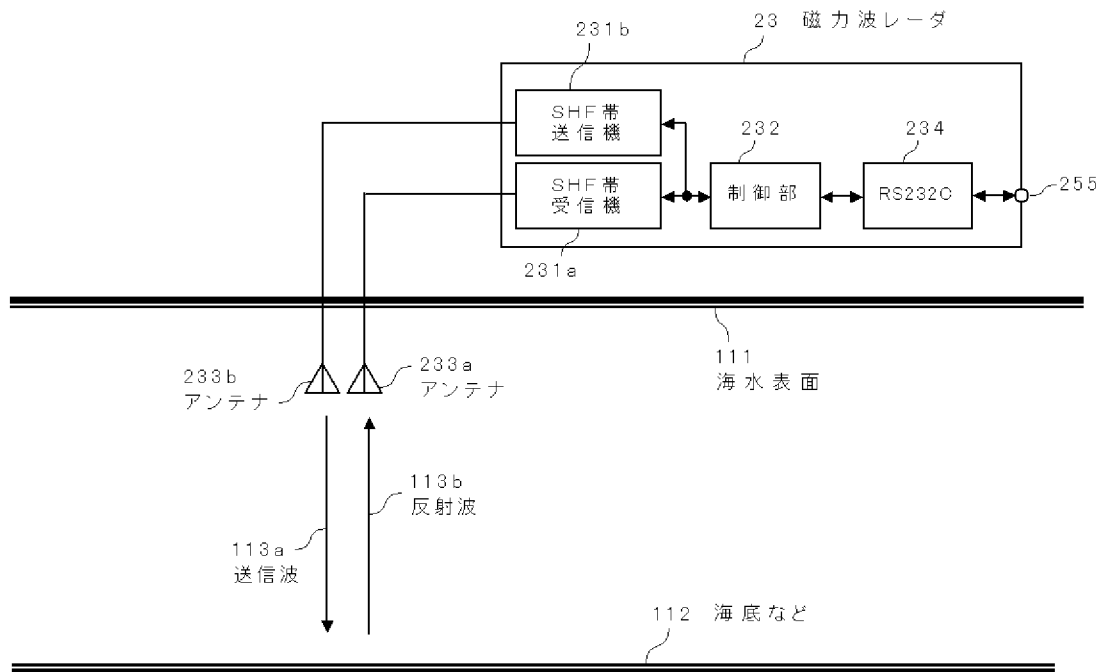 23 磁力波レーダ
231b
SHF帯
送信機
232
234
SHF帯
受信機
制御部
RS232C
255
231a
111
海水表面
233b
アンテナ
233a
アンテナ
113b
反射波
113a
送信波
112 海底など